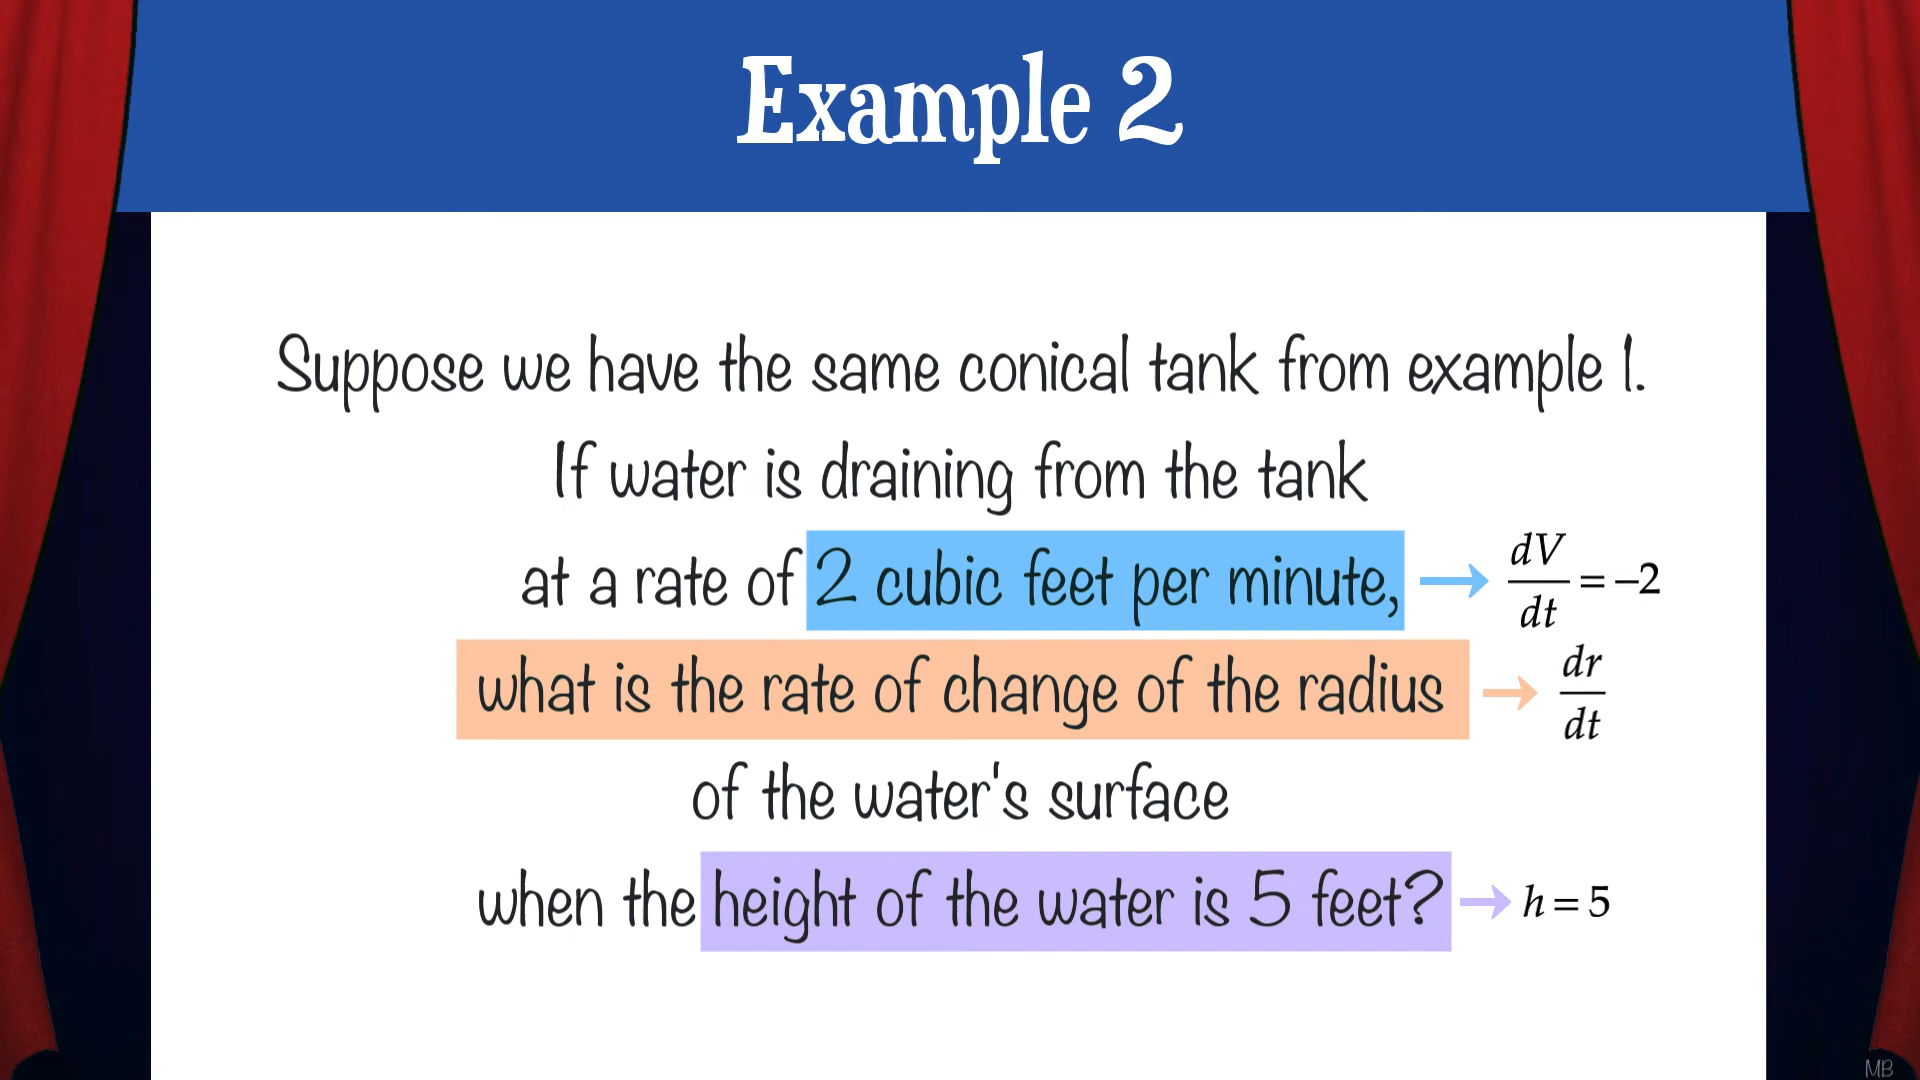 Example 2
Suppose we have the same conical tank from example 1.
If water is draining from the tank
at a rate of 2 cubic feet per minute, → dV/dt = −2
what is the rate of change of the radius → dr/dt
of the water's surface
when the height of the water is 5 feet? → h = 5
MB